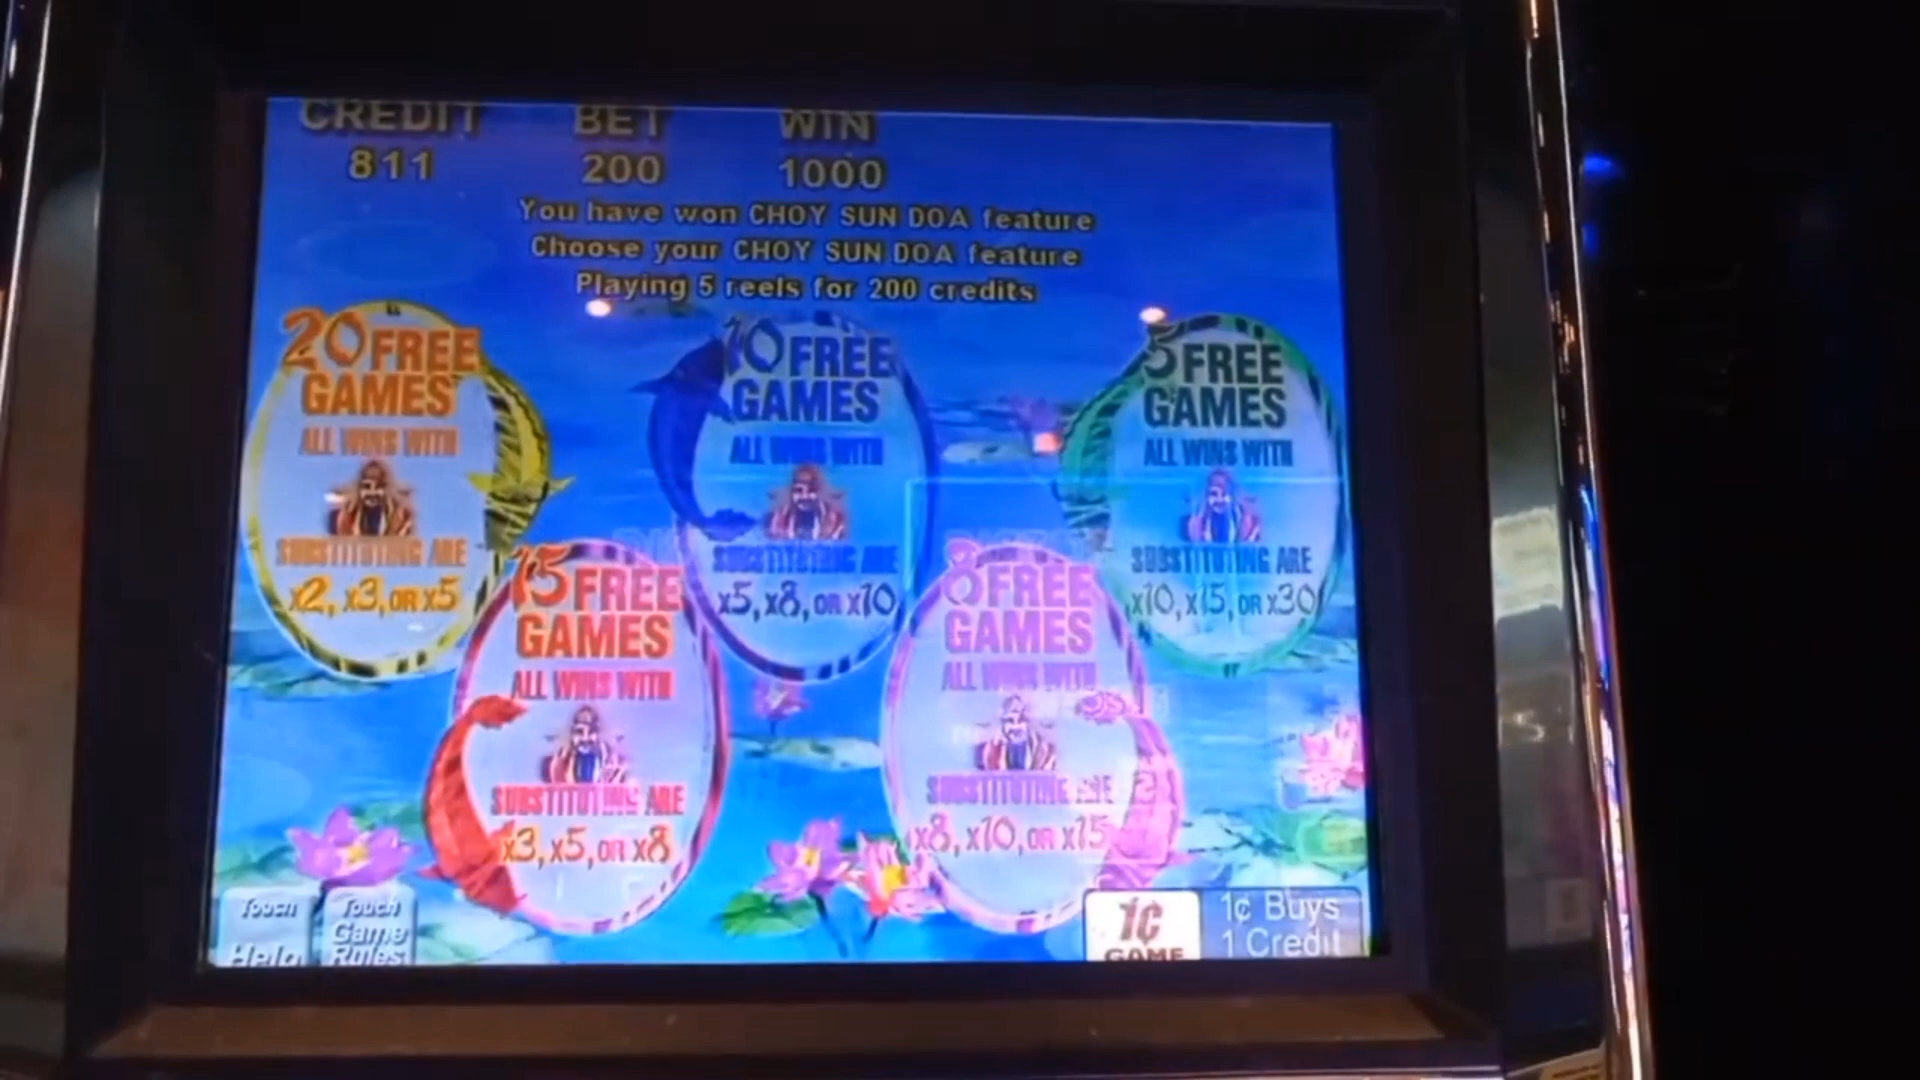 CREDIT BET WIN
811 200 1000
You have won CHOY SUN DOA feature
Choose your CHOY SUN DOA feature
Playing 5 reels for 200 credits
20 FREE
GAMES
ALL WINS WITH
SUBSTITUTING ARE
x2, x3, OR x5
15 FREE
GAMES
ALL WINS WITH
SUBSTITUTING ARE
x3, x5, OR x8
10 FREE
GAMES
ALL WINS WITH
SUBSTITUTING ARE
x5, x8, OR x10
8 FREE
GAMES
ALL WINS WITH
SUBSTITUTING ARE
x8, x10, OR x15
5 FREE
GAMES
ALL WINS WITH
SUBSTITUTING ARE
x10, x15, OR x30
Touch
Help
Touch
Game
Rules
1¢
GAME
1¢ Buys
1 Credit